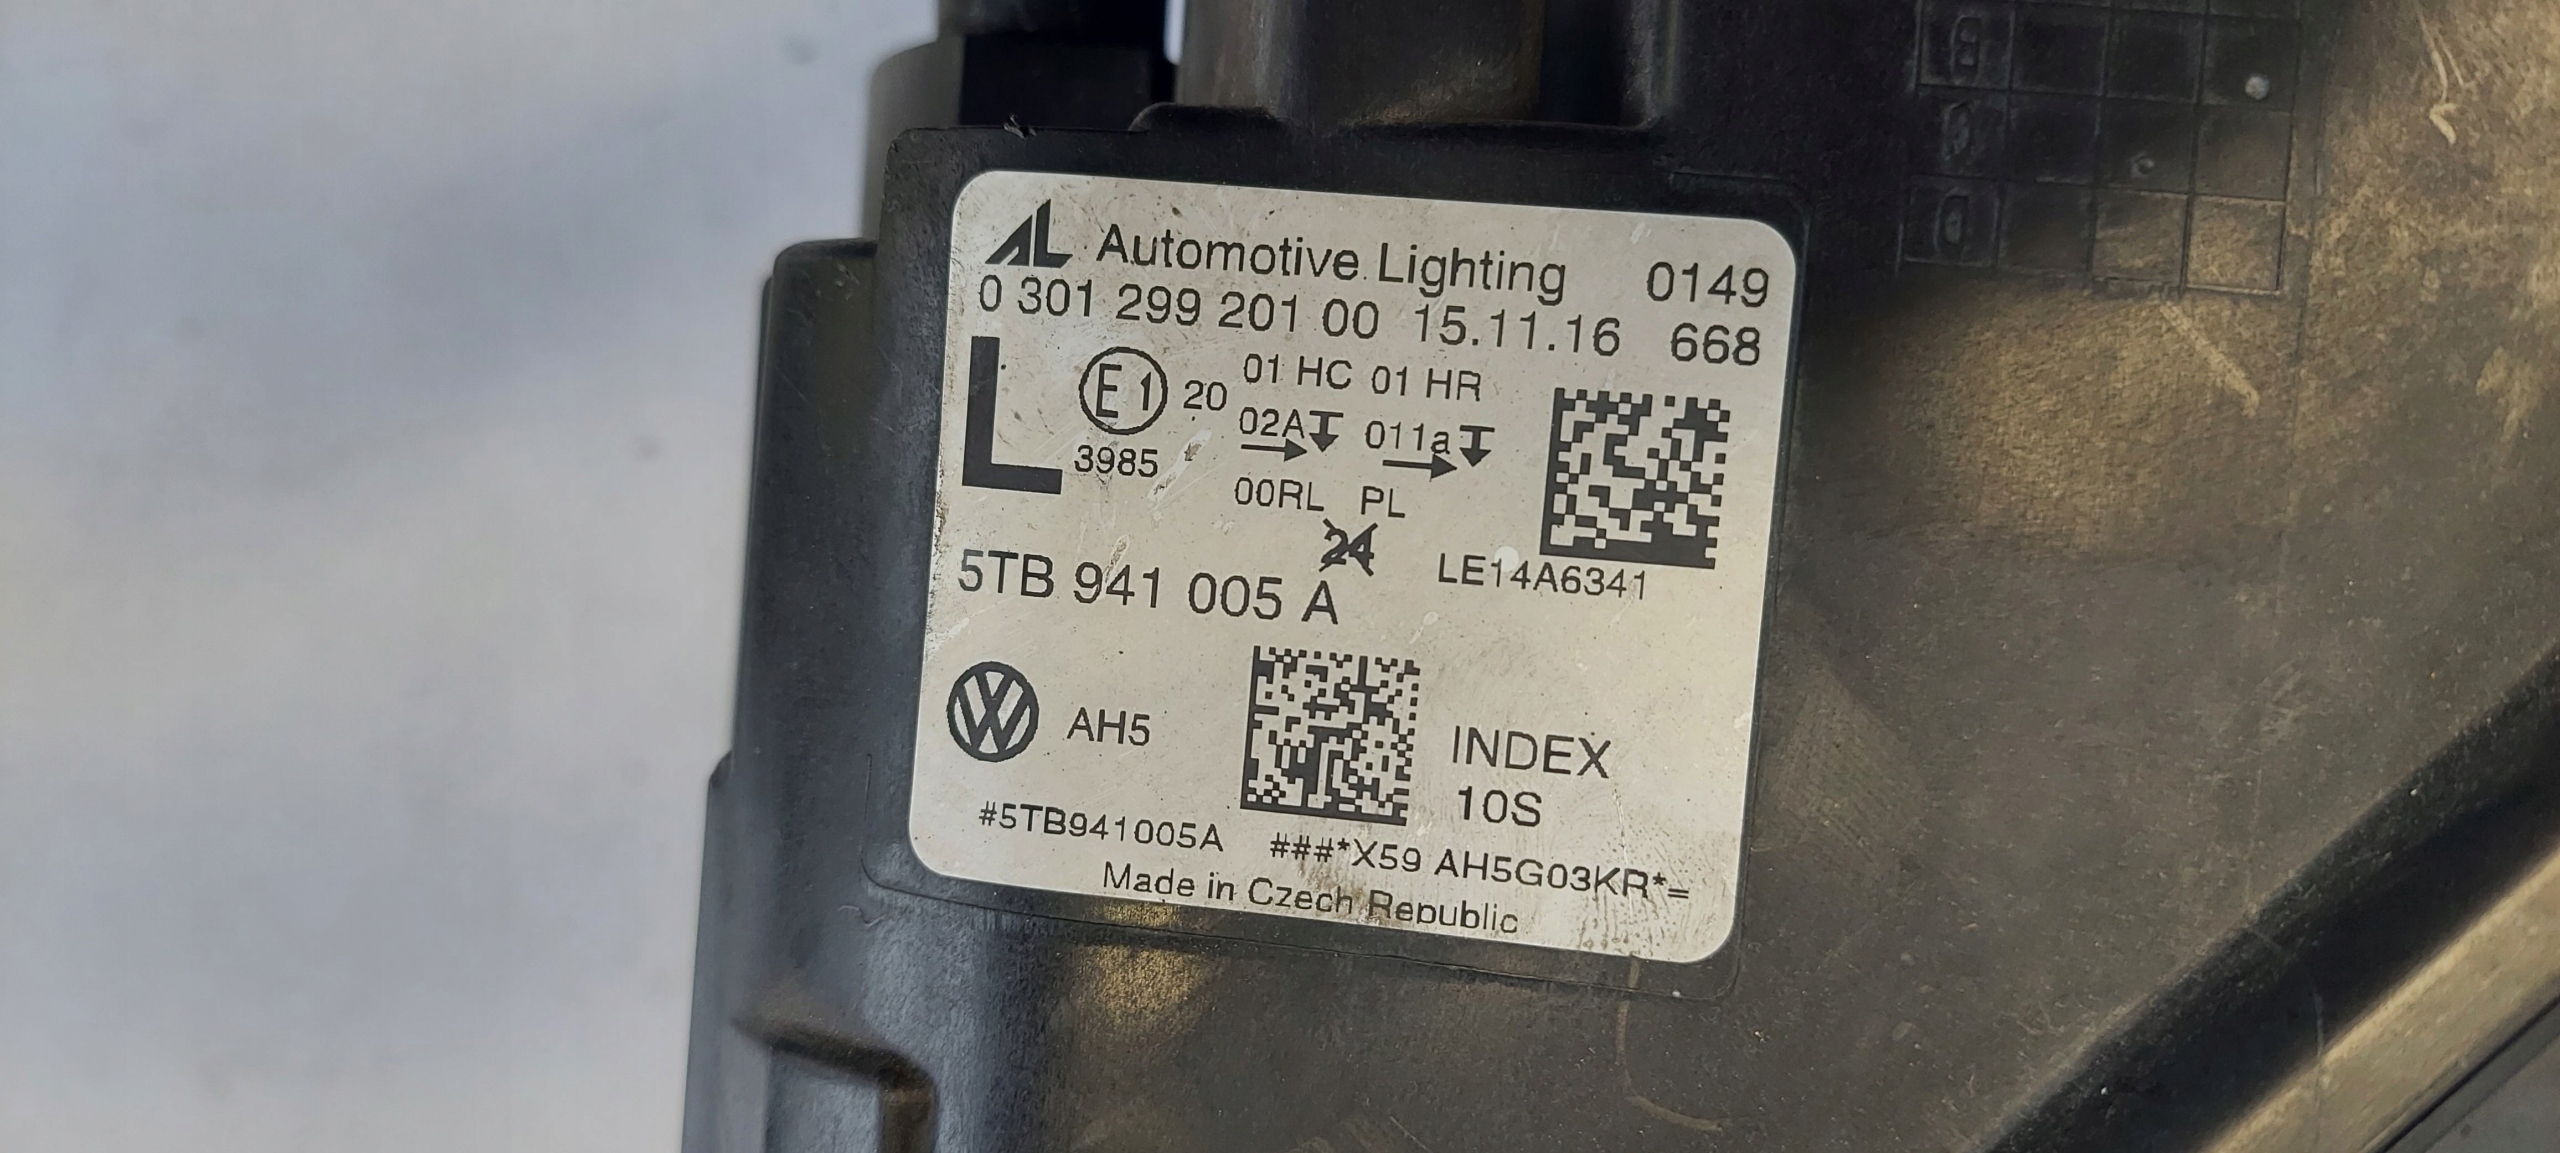 AL Automotive Lighting 0149
0 301 299 201 00 15.11.16 668
L E1 20 01 HC 01 HR
02A 011a
3985
00RL PL
24
5TB 941 005 A LE14A6341
VW AH5 INDEX
10S
#5TB941005A ###*X59 AH5G03KR*=
Made in Czech Republic
B
D